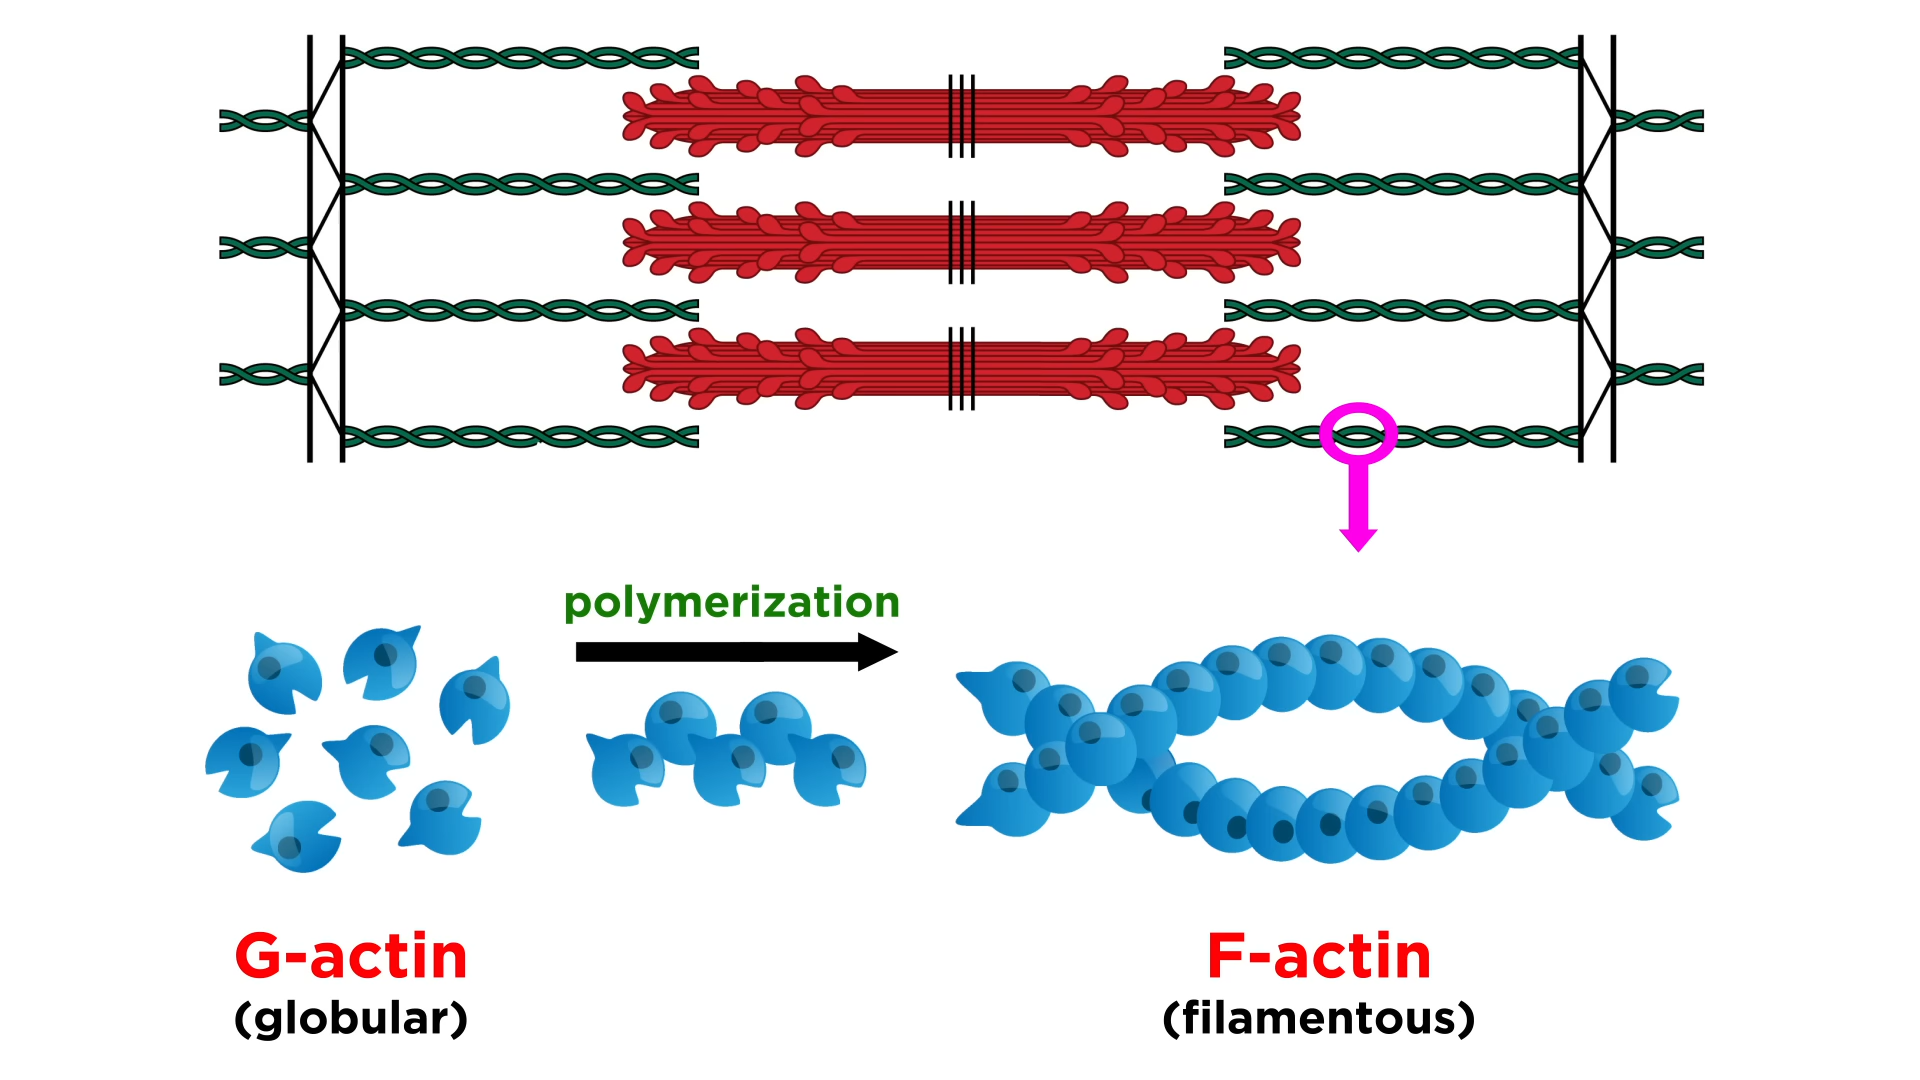 polymerization
G-actin
(globular)
F-actin
(filamentous)